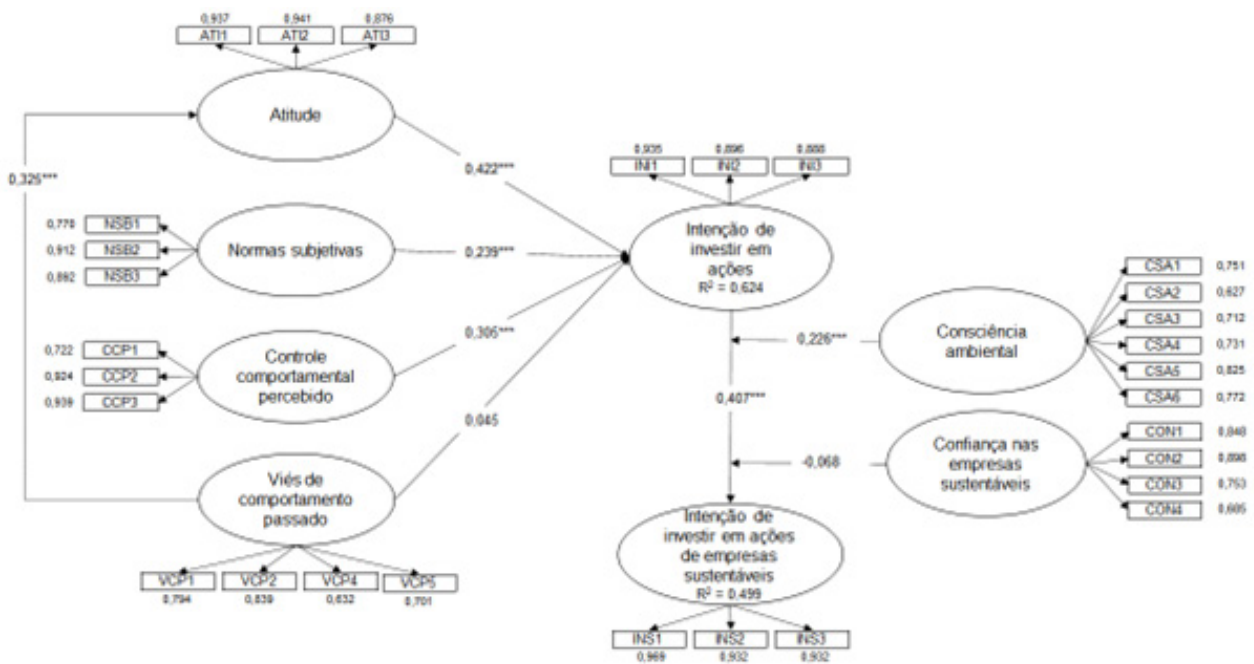 0,937 0,941 0,876
ATI1 ATI2 ATI3
Atitude
0,325***
0,422***
0,770 NSB1
0,912 NSB2
0,892 NSB3
Normas subjetivas
0,239***
0,722 CCP1
0,924 CCP2
0,939 CCP3
Controle
comportamental
percebido
0,305***
0,045
Viés de
comportamento
passado
VCP1 VCP2 VCP4 VCP5
0,794 0,839 0,632 0,701
0,935 0,896 0,888
INI1 INI2 INI3
Intenção de
investir em
ações
R² = 0,624
0,226***
0,407***
-0,068
Consciência
ambiental
CSA1 0,751
CSA2 0,627
CSA3 0,712
CSA4 0,731
CSA5 0,825
CSA6 0,772
Confiança nas
empresas
sustentáveis
CON1 0,848
CON2 0,898
CON3 0,753
CON4 0,685
Intenção de
investir em ações
de empresas
sustentáveis
R² = 0,499
INS1 INS2 INS3
0,969 0,932 0,932